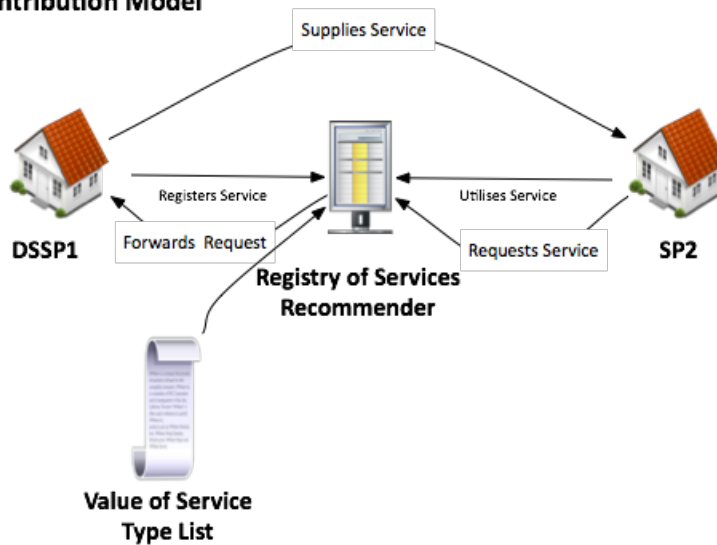 ntribution Model
Supplies Service
Registers Service
Utilises Service
Forwards Request
Requests Service
DSSP1
SP2
Registry of Services
Recommender
Value of Service
Type List